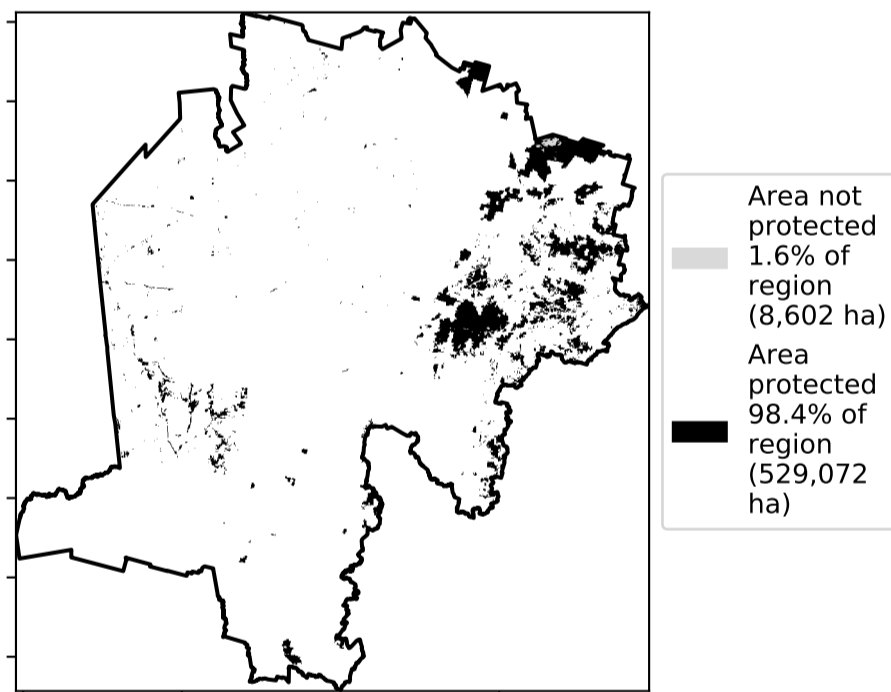 Area not
protected
1.6% of
region
(8,602 ha)
Area
protected
98.4% of
region
(529,072
ha)